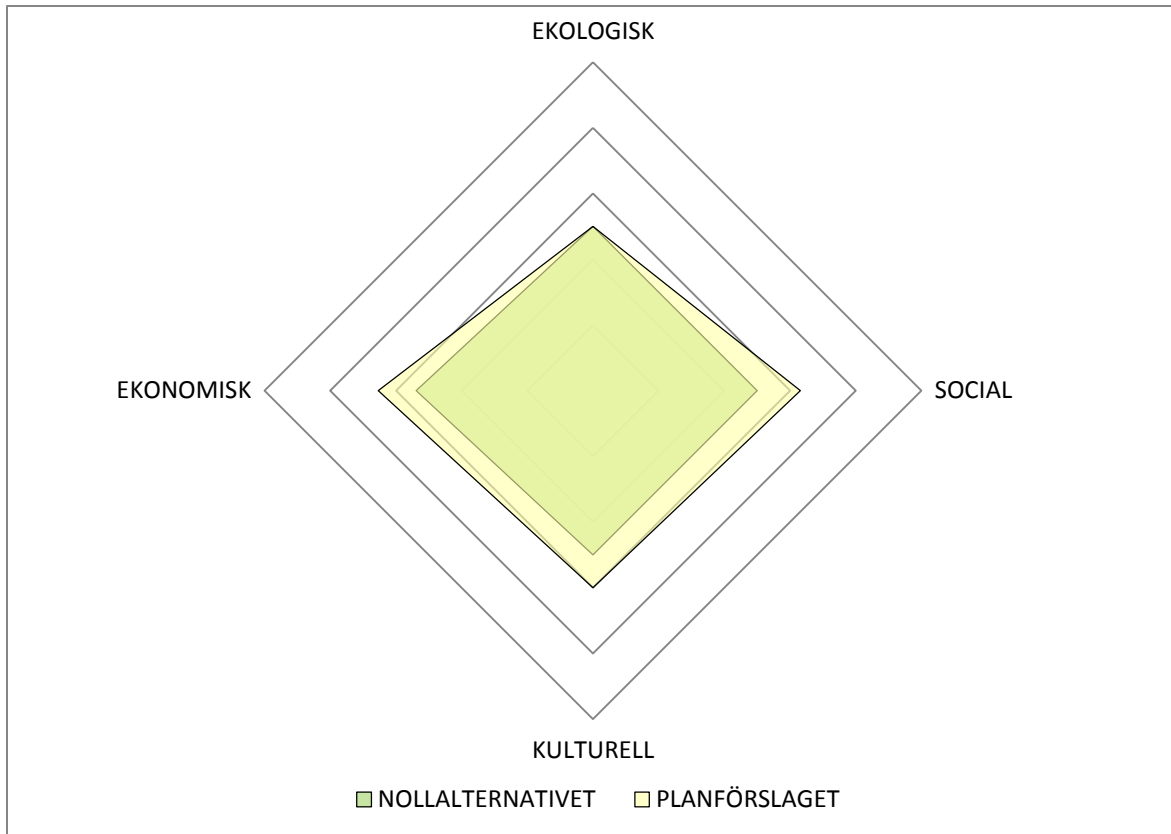 EKOLOGISK
EKONOMISK
SOCIAL
KULTURELL
NOLLALTERNATIVET PLANFÖRSLAGET